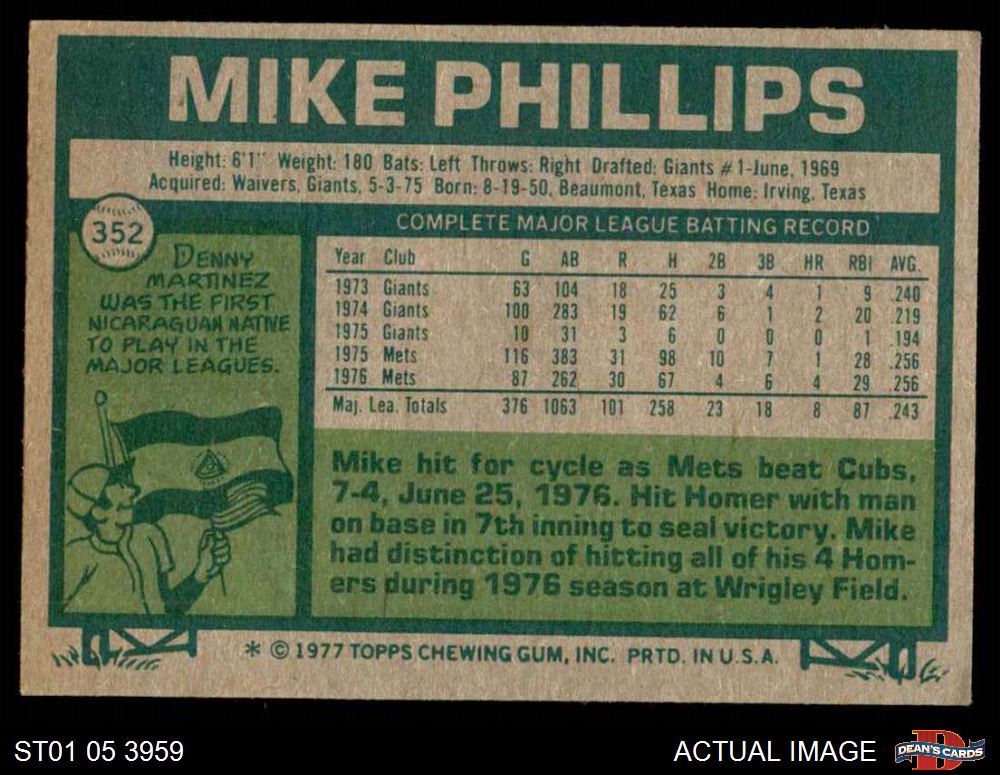 MIKE PHILLIPS
Height: 6'1" Weight: 180 Bats: Left Throws: Right Drafted: Giants #1-June, 1969
Acquired: Waivers, Giants, 5-3-75 Born: 8-19-50, Beaumont, Texas Home: Irving, Texas
352
DENNY
MARTINEZ
WAS THE FIRST
NICARAGUAN NATIVE
TO PLAY IN THE
MAJOR LEAGUES.
COMPLETE MAJOR LEAGUE BATTING RECORD
Year Club G AB R H 2B 3B HR RBI AVG.
1973 Giants 63 104 18 25 3 4 1 9 .240
1974 Giants 100 283 19 62 6 1 2 20 .219
1975 Giants 10 31 3 6 0 0 0 1 .194
1975 Mets 116 383 31 98 10 7 1 28 .256
1976 Mets 87 262 30 67 4 6 4 29 .256
Maj. Lea. Totals 376 1063 101 258 23 18 8 87 .243
Mike hit for cycle as Mets beat Cubs,
7-4, June 25, 1976. Hit Homer with man
on base in 7th inning to seal victory. Mike
had distinction of hitting all of his 4 Hom-
ers during 1976 season at Wrigley Field.
* © 1977 TOPPS CHEWING GUM, INC. PRTD. IN U.S.A.
ST01 05 3959
ACTUAL IMAGE
DEAN'S CARDS